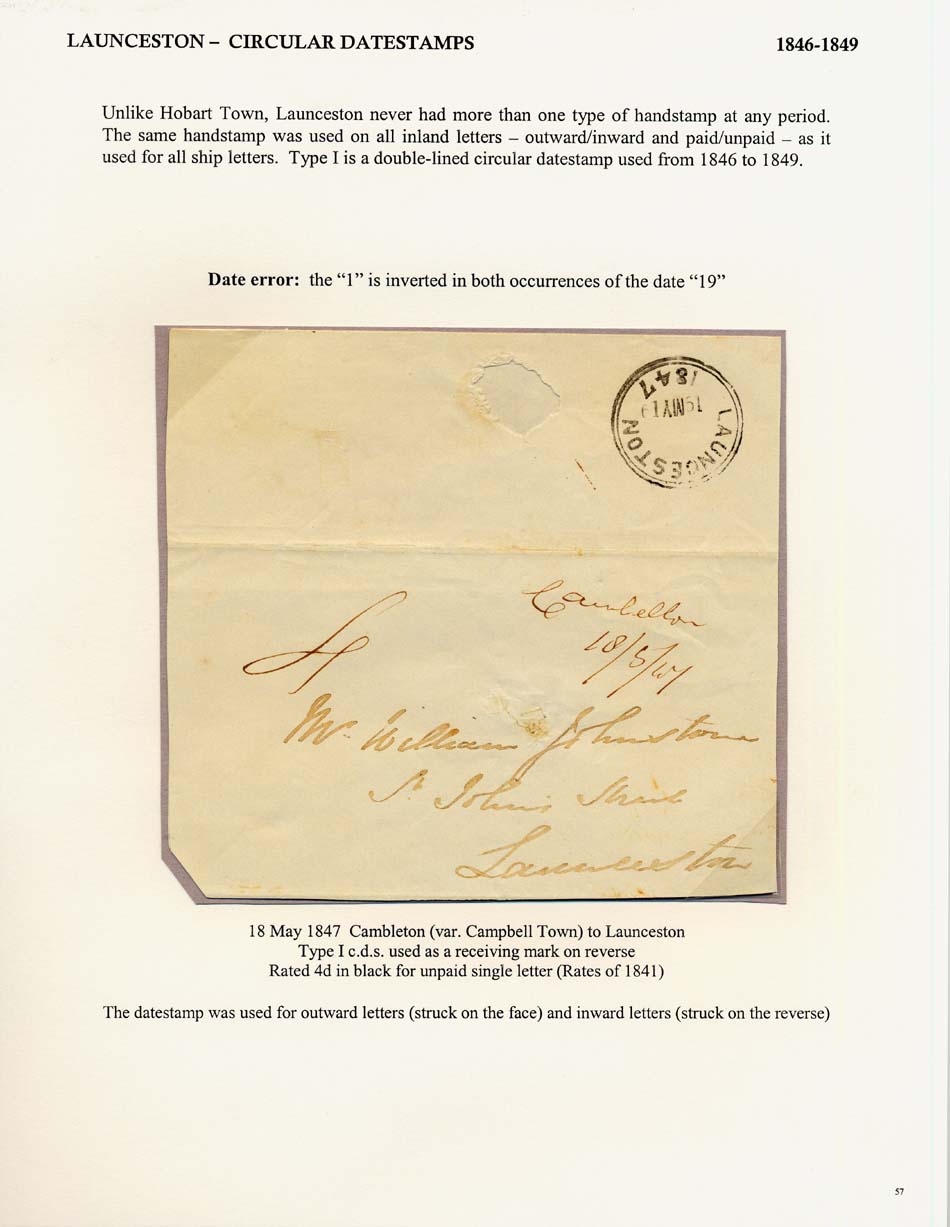 LAUNCESTON – CIRCULAR DATESTAMPS 1846-1849
Unlike Hobart Town, Launceston never had more than one type of handstamp at any period.
The same handstamp was used on all inland letters – outward/inward and paid/unpaid – as it
used for all ship letters. Type I is a double-lined circular datestamp used from 1846 to 1849.
Date error: the “1” is inverted in both occurrences of the date “19”
LAUNCESTON
19 MY 19
1847
Cambelton
18/5/47
4
Mr William Johnstone
St John's Street
Launceston
18 May 1847 Cambleton (var. Campbell Town) to Launceston
Type I c.d.s. used as a receiving mark on reverse
Rated 4d in black for unpaid single letter (Rates of 1841)
The datestamp was used for outward letters (struck on the face) and inward letters (struck on the reverse)
57